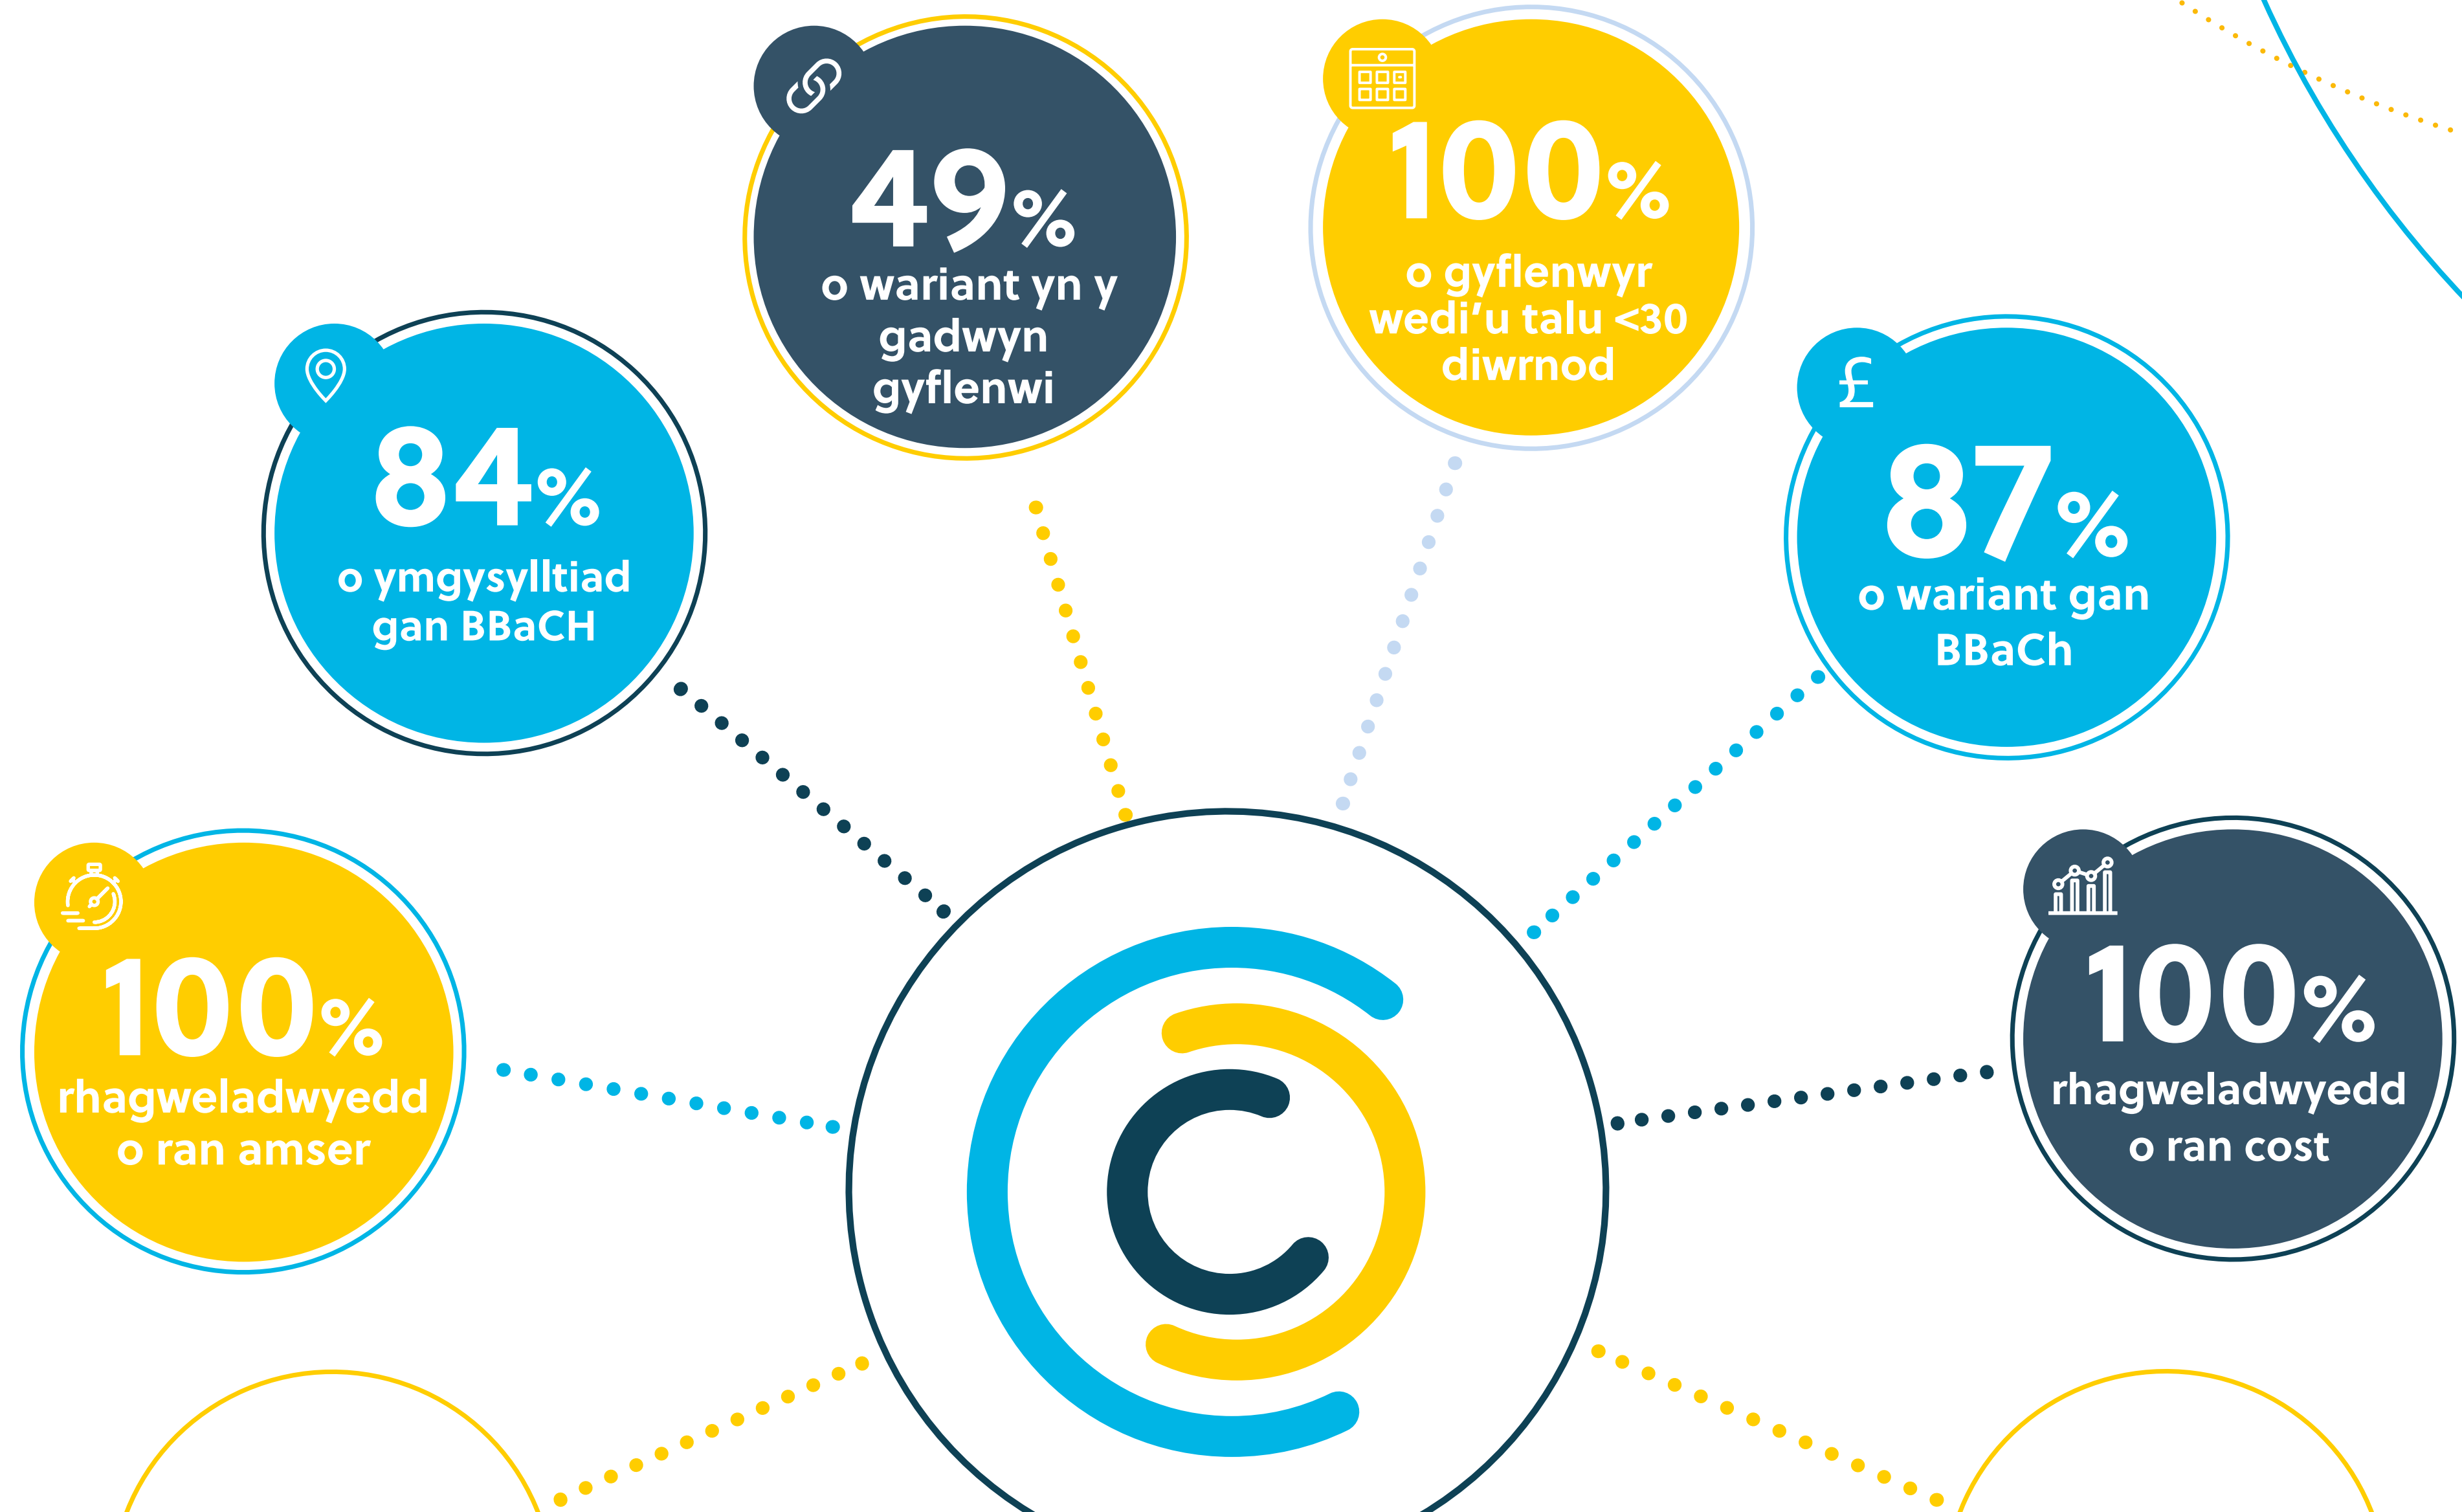 49%
o wariant yn y
gadwyn
gyflenwi
100%
o gyflenwyr
wedi'u talu <30
diwrnod
84%
o ymgysylltiad
gan BBaCH
£
87%
o wariant gan
BBaCh
100%
rhagweladwyedd
o ran amser
100%
rhagweladwyedd
o ran cost